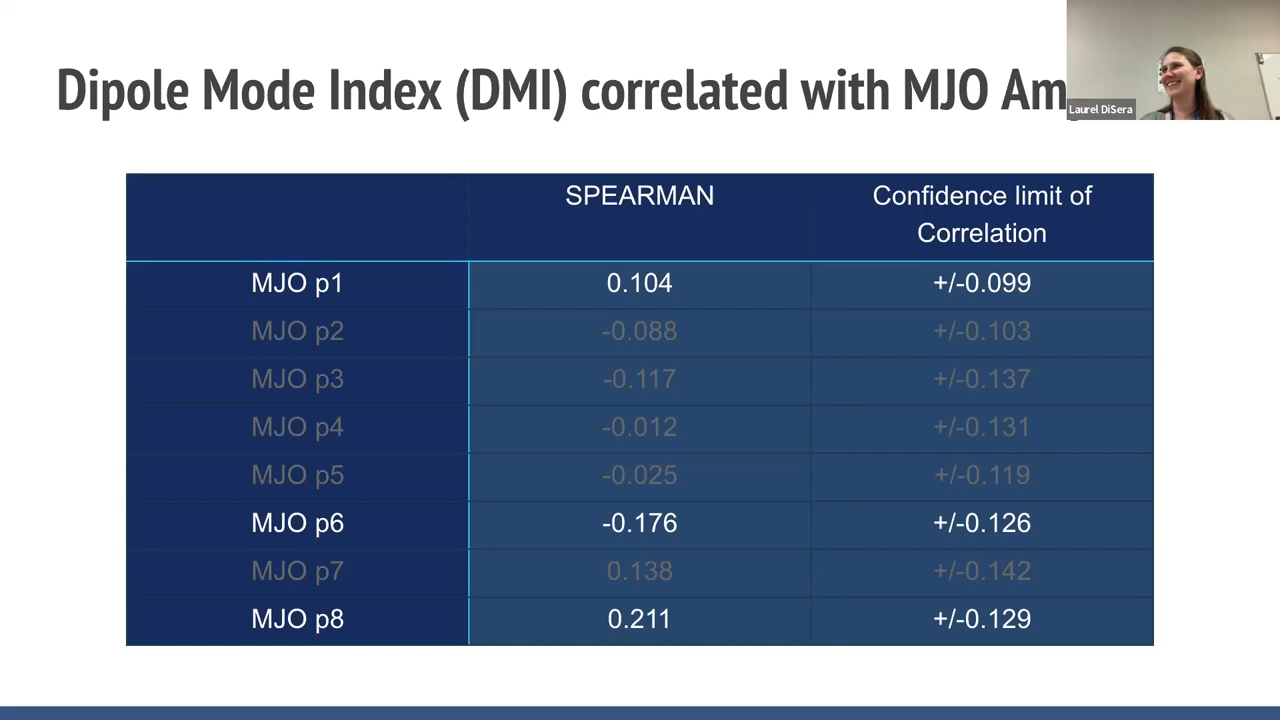 Dipole Mode Index (DMI) correlated with MJO Am
Laurel DiSera
SPEARMAN Confidence limit of
Correlation
MJO p1 0.104 +/-0.099
MJO p2 -0.088 +/-0.103
MJO p3 -0.117 +/-0.137
MJO p4 -0.012 +/-0.131
MJO p5 -0.025 +/-0.119
MJO p6 -0.176 +/-0.126
MJO p7 0.138 +/-0.142
MJO p8 0.211 +/-0.129